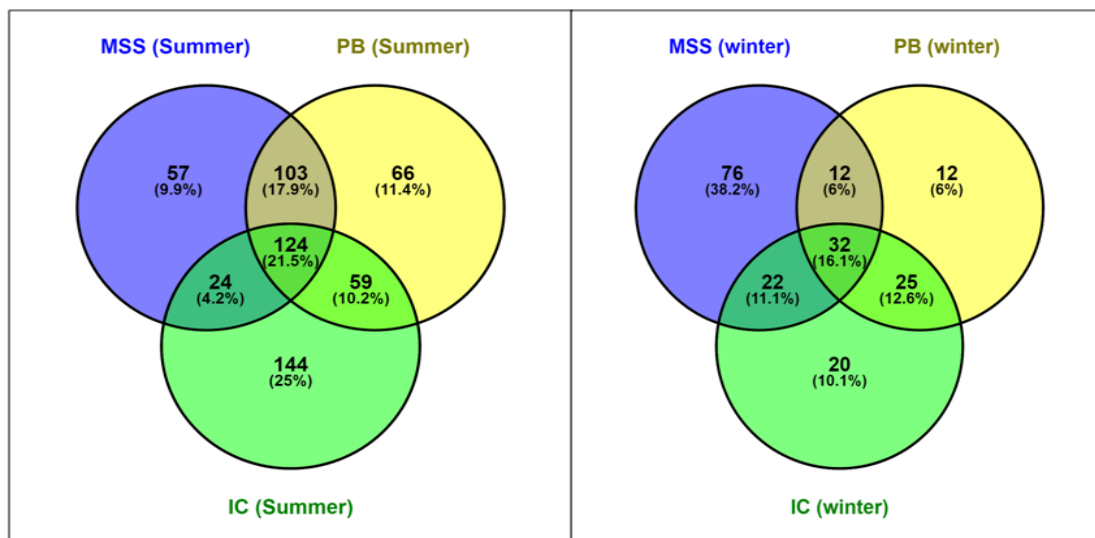 MSS (Summer) PB (Summer)
57 103 66
(9.9%) (17.9%) (11.4%)
124
(21.5%)
24 59
(4.2%) (10.2%)
144
(25%)
IC (Summer)
MSS (winter) PB (winter)
76 12 12
(38.2%) (6%) (6%)
32
(16.1%)
22 25
(11.1%) (12.6%)
20
(10.1%)
IC (winter)